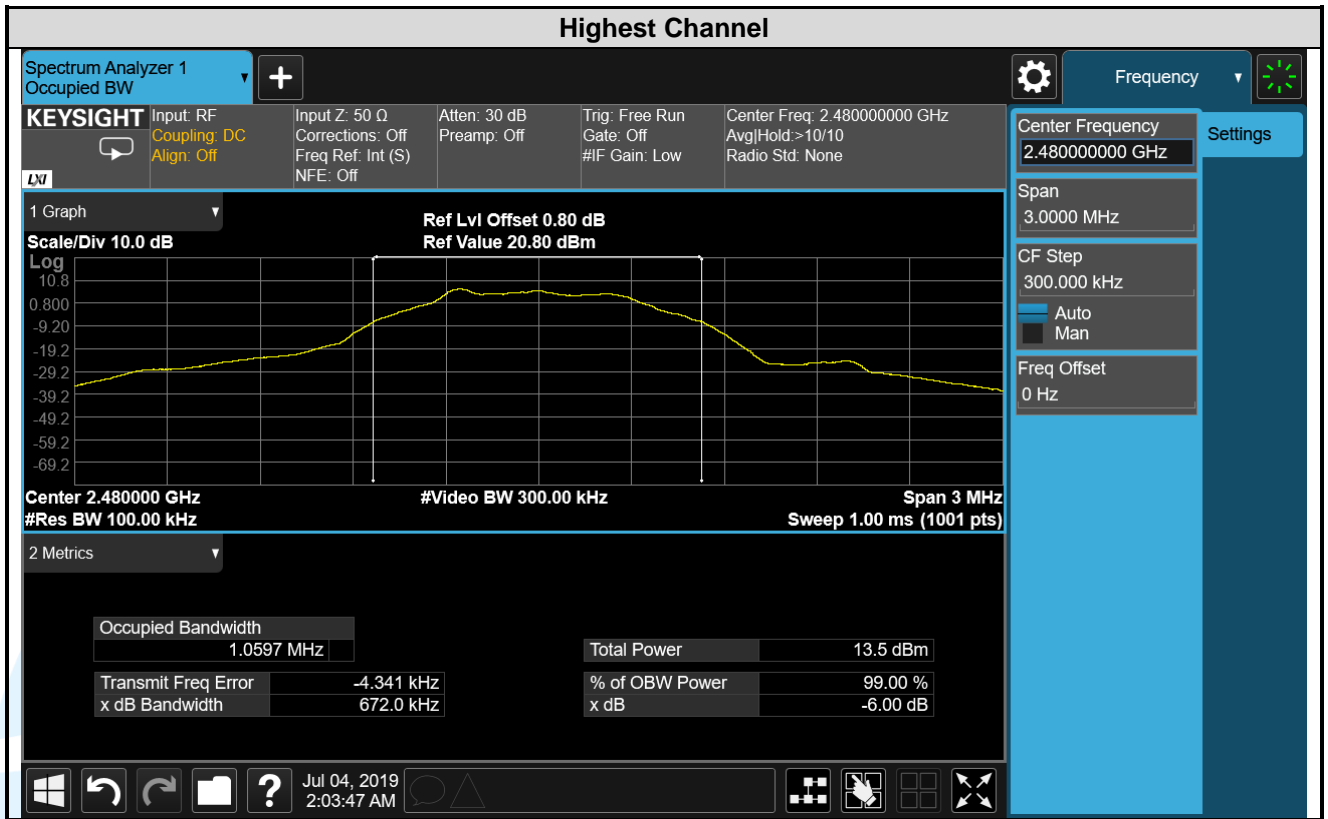 Highest Channel
Spectrum Analyzer 1
Occupied BW
+
Frequency
KEYSIGHT
LXI
Input: RF
Coupling: DC
Align: Off
Input Z: 50 Ω
Corrections: Off
Freq Ref: Int (S)
NFE: Off
Atten: 30 dB
Preamp: Off
Trig: Free Run
Gate: Off
#IF Gain: Low
Center Freq: 2.480000000 GHz
Avg|Hold:>10/10
Radio Std: None
Center Frequency
2.480000000 GHz
Settings
Span
3.0000 MHz
CF Step
300.000 kHz
Auto
Man
Freq Offset
0 Hz
1 Graph
Scale/Div 10.0 dB
Ref Lvl Offset 0.80 dB
Ref Value 20.80 dBm
Log
10.8
0.800
-9.20
-19.2
-29.2
-39.2
-49.2
-59.2
-69.2
Center 2.480000 GHz
#Video BW 300.00 kHz
Span 3 MHz
#Res BW 100.00 kHz
Sweep 1.00 ms (1001 pts)
2 Metrics
Occupied Bandwidth
1.0597 MHz
Total Power 13.5 dBm
Transmit Freq Error -4.341 kHz
% of OBW Power 99.00 %
x dB Bandwidth 672.0 kHz
x dB -6.00 dB
?
Jul 04, 2019
2:03:47 AM